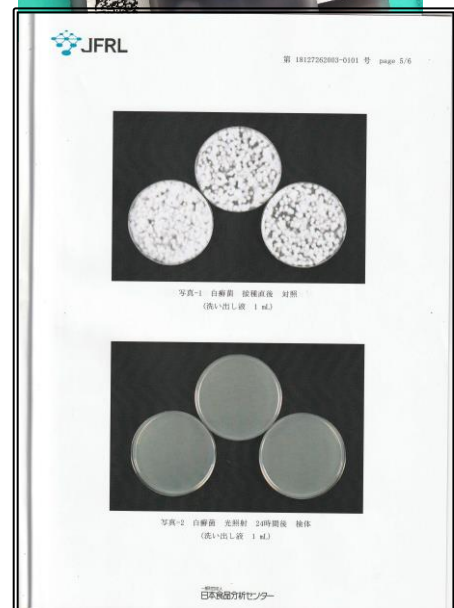 JFRL
第 18127262003-0101 号 page 5/6
写真-1 白癬菌 接種直後 対照
(洗い出し液 1 mL)
写真-2 白癬菌 光照射 24時間後 検体
(洗い出し液 1 mL)
日本食品分析センター